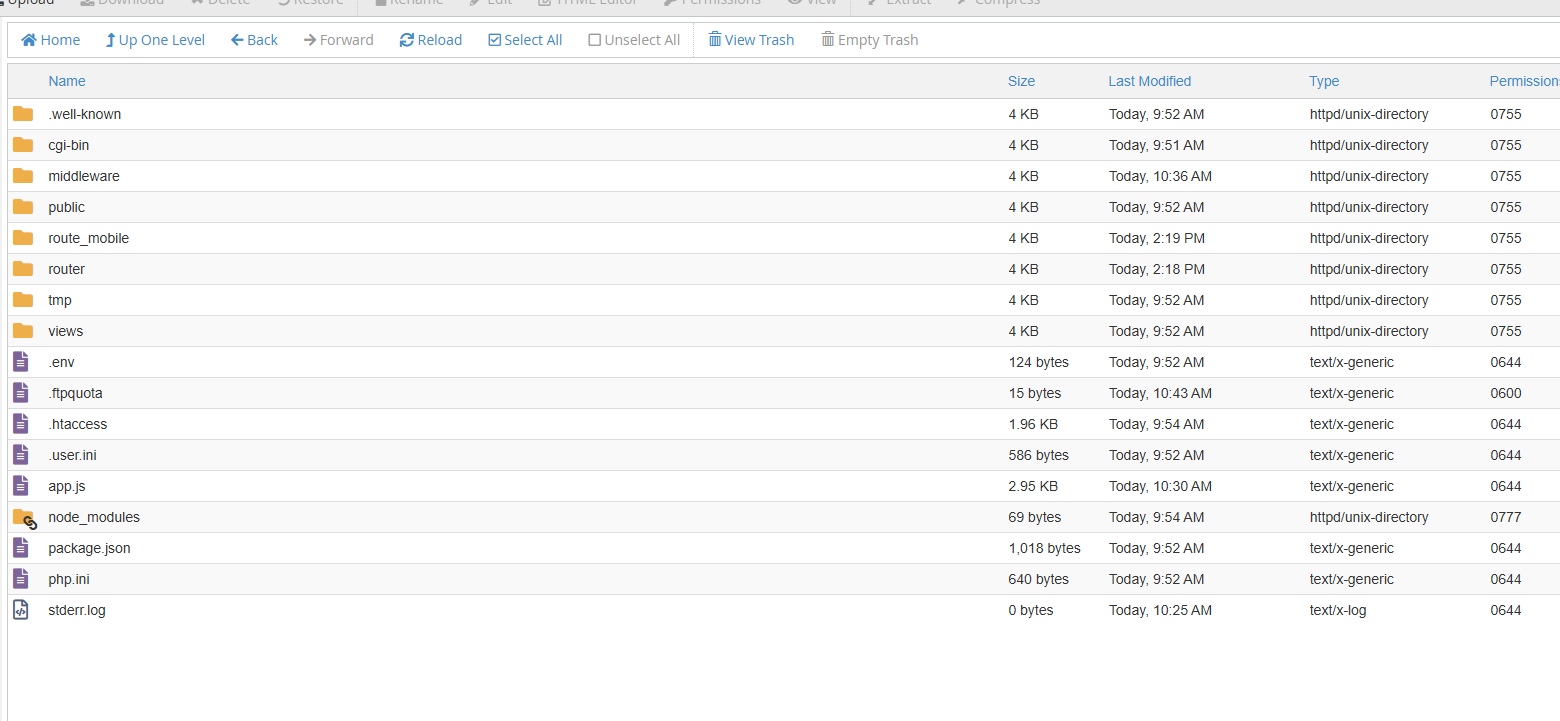 Upload Download Delete Restore Rename Edit HTML Editor Permissions View Extract Compress
Home Up One Level Back Forward Reload Select All Unselect All View Trash Empty Trash
Name Size Last Modified Type Permissions
.well-known 4 KB Today, 9:52 AM httpd/unix-directory 0755
cgi-bin 4 KB Today, 9:51 AM httpd/unix-directory 0755
middleware 4 KB Today, 10:36 AM httpd/unix-directory 0755
public 4 KB Today, 9:52 AM httpd/unix-directory 0755
route_mobile 4 KB Today, 2:19 PM httpd/unix-directory 0755
router 4 KB Today, 2:18 PM httpd/unix-directory 0755
tmp 4 KB Today, 9:52 AM httpd/unix-directory 0755
views 4 KB Today, 9:52 AM httpd/unix-directory 0755
.env 124 bytes Today, 9:52 AM text/x-generic 0644
.ftpquota 15 bytes Today, 10:43 AM text/x-generic 0600
.htaccess 1.96 KB Today, 9:54 AM text/x-generic 0644
.user.ini 586 bytes Today, 9:52 AM text/x-generic 0644
app.js 2.95 KB Today, 10:30 AM text/x-generic 0644
node_modules 69 bytes Today, 9:54 AM httpd/unix-directory 0777
package.json 1,018 bytes Today, 9:52 AM text/x-generic 0644
php.ini 640 bytes Today, 9:52 AM text/x-generic 0644
stderr.log 0 bytes Today, 10:25 AM text/x-log 0644